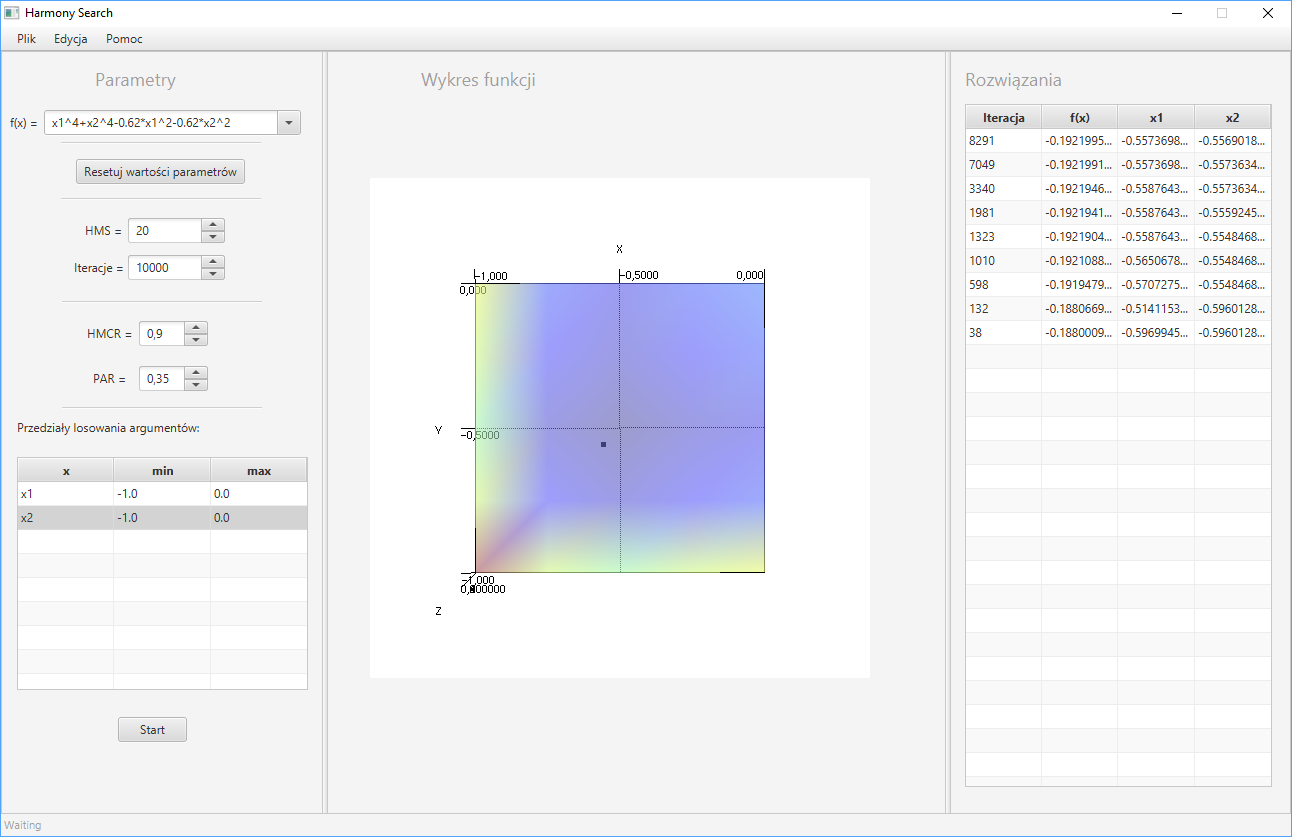 Harmony Search
Plik Edycja Pomoc
Parametry
f(x) = x1^4+x2^4-0.62*x1^2-0.62*x2^2
Resetuj wartości parametrów
HMS = 20
Iteracje = 10000
HMCR = 0,9
PAR = 0,35
Przedziały losowania argumentów:
x min max
x1 -1.0 0.0
x2 -1.0 0.0
Start
Wykres funkcji
X
-1,000 -0,5000 0,000
0,000
Y
-0,5000
-1,000
Z
Rozwiązania
Iteracja f(x) x1 x2
8291 -0.1921995... -0.5573698... -0.5569018...
7049 -0.1921991... -0.5573698... -0.5573634...
3340 -0.1921946... -0.5587643... -0.5573634...
1981 -0.1921941... -0.5587643... -0.5559245...
1323 -0.1921904... -0.5587643... -0.5548468...
1010 -0.1921088... -0.5650678... -0.5548468...
598 -0.1919479... -0.5707275... -0.5548468...
132 -0.1880669... -0.5141153... -0.5960128...
38 -0.1880009... -0.5969945... -0.5960128...
Waiting